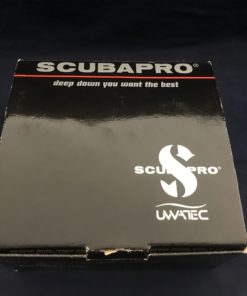 SCUBAPRO®
deep down you want the best
SCUBAPRO®
S
UWATEC